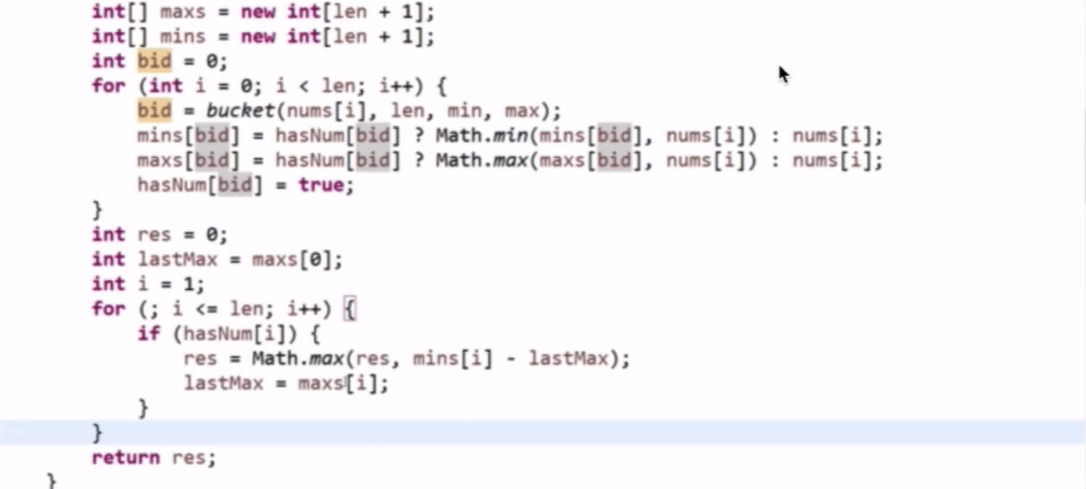 int[] maxs = new int[len + 1];
int[] mins = new int[len + 1];
int bid = 0;
for (int i = 0; i < len; i++) {
bid = bucket(nums[i], len, min, max);
mins[bid] = hasNum[bid] ? Math.min(mins[bid], nums[i]) : nums[i];
maxs[bid] = hasNum[bid] ? Math.max(maxs[bid], nums[i]) : nums[i];
hasNum[bid] = true;
}
int res = 0;
int lastMax = maxs[0];
int i = 1;
for (; i <= len; i++) {
if (hasNum[i]) {
res = Math.max(res, mins[i] - lastMax);
lastMax = maxs[i];
}
}
return res;
}